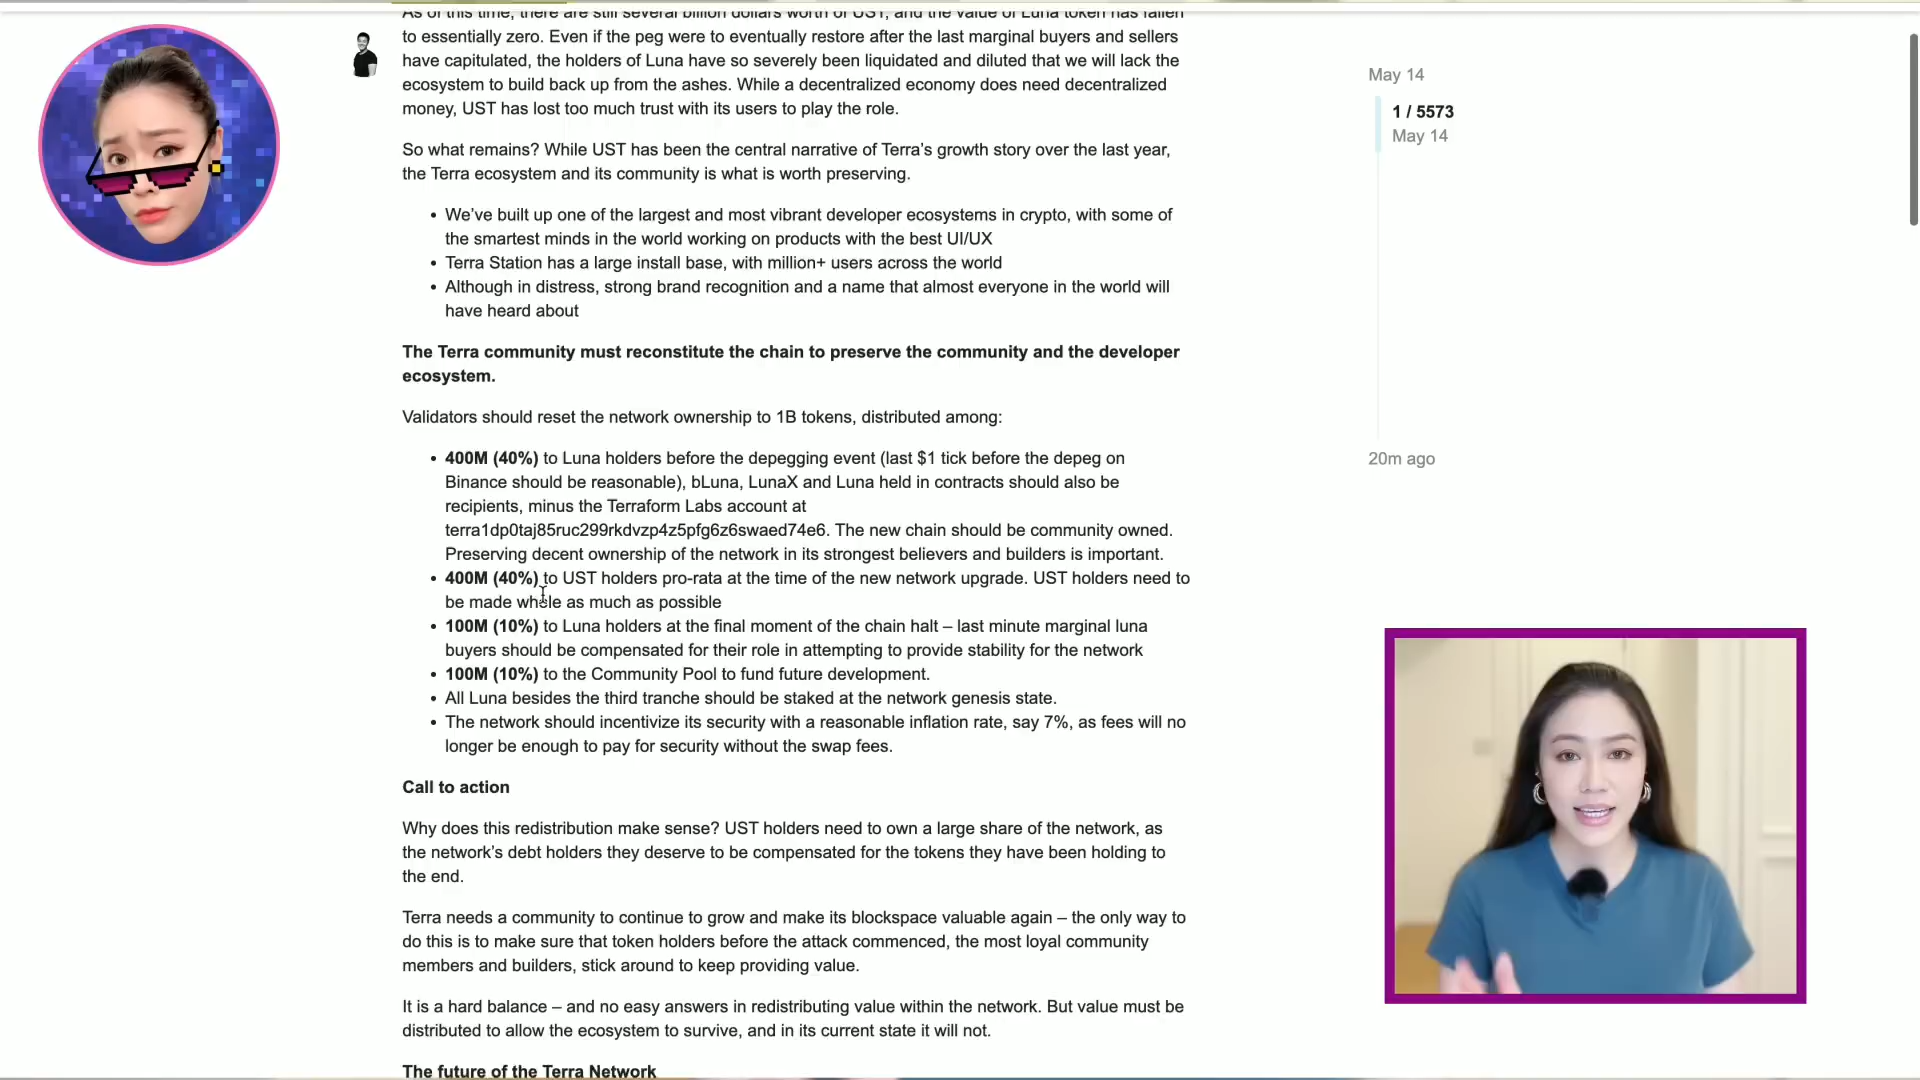 As of this time, there are still several billion dollars worth of UST, and the value of Luna token has fallen
to essentially zero. Even if the peg were to eventually restore after the last marginal buyers and sellers
have capitulated, the holders of Luna have so severely been liquidated and diluted that we will lack the
ecosystem to build back up from the ashes. While a decentralized economy does need decentralized
money, UST has lost too much trust with its users to play the role.
So what remains? While UST has been the central narrative of Terra’s growth story over the last year,
the Terra ecosystem and its community is what is worth preserving.
• We’ve built up one of the largest and most vibrant developer ecosystems in crypto, with some of
the smartest minds in the world working on products with the best UI/UX
• Terra Station has a large install base, with million+ users across the world
• Although in distress, strong brand recognition and a name that almost everyone in the world will
have heard about
The Terra community must reconstitute the chain to preserve the community and the developer
ecosystem.
Validators should reset the network ownership to 1B tokens, distributed among:
• 400M (40%) to Luna holders before the depegging event (last $1 tick before the depeg on
Binance should be reasonable), bLuna, LunaX and Luna held in contracts should also be
recipients, minus the Terraform Labs account at
terra1dp0taj85ruc299rkdvzp4z5pfg6z6swaed74e6. The new chain should be community owned.
Preserving decent ownership of the network in its strongest believers and builders is important.
• 400M (40%) to UST holders pro-rata at the time of the new network upgrade. UST holders need to
be made whole as much as possible
• 100M (10%) to Luna holders at the final moment of the chain halt – last minute marginal luna
buyers should be compensated for their role in attempting to provide stability for the network
• 100M (10%) to the Community Pool to fund future development.
• All Luna besides the third tranche should be staked at the network genesis state.
• The network should incentivize its security with a reasonable inflation rate, say 7%, as fees will no
longer be enough to pay for security without the swap fees.
Call to action
Why does this redistribution make sense? UST holders need to own a large share of the network, as
the network’s debt holders they deserve to be compensated for the tokens they have been holding to
the end.
Terra needs a community to continue to grow and make its blockspace valuable again – the only way to
do this is to make sure that token holders before the attack commenced, the most loyal community
members and builders, stick around to keep providing value.
It is a hard balance – and no easy answers in redistributing value within the network. But value must be
distributed to allow the ecosystem to survive, and in its current state it will not.
The future of the Terra Network
May 14
1 / 5573
May 14
20m ago